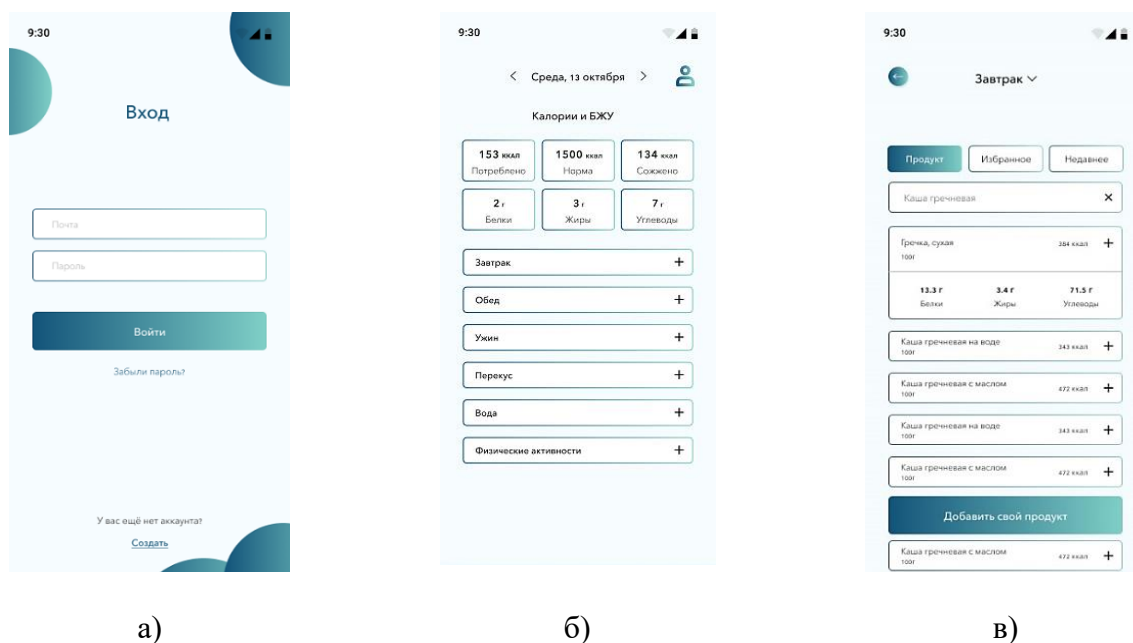 9:30
Вход
Почта
Пароль
Войти
Забыли пароль?
У вас ещё нет аккаунта?
Создать
а)
9:30
< Среда, 13 октября >
Калории и БЖУ
153 ккал 1500 ккал 134 ккал
Потреблено Норма Сожжено
2 г 3 г 7 г
Белки Жиры Углеводы
Завтрак +
Обед +
Ужин +
Перекус +
Вода +
Физические активности +
б)
9:30
Завтрак
Продукт Избранное Недавнее
Каша гречневая ×
Гречка, сухая 384 ккал +
100г
13.3 Г 3.4 Г 71.5 Г
Белки Жиры Углеводы
Каша гречневая на воде 343 ккал +
100г
Каша гречневая с маслом 472 ккал +
100г
Каша гречневая на воде 343 ккал +
100г
Каша гречневая с маслом 472 ккал +
100г
Добавить свой продукт
Каша гречневая с маслом 472 ккал +
100г
в)